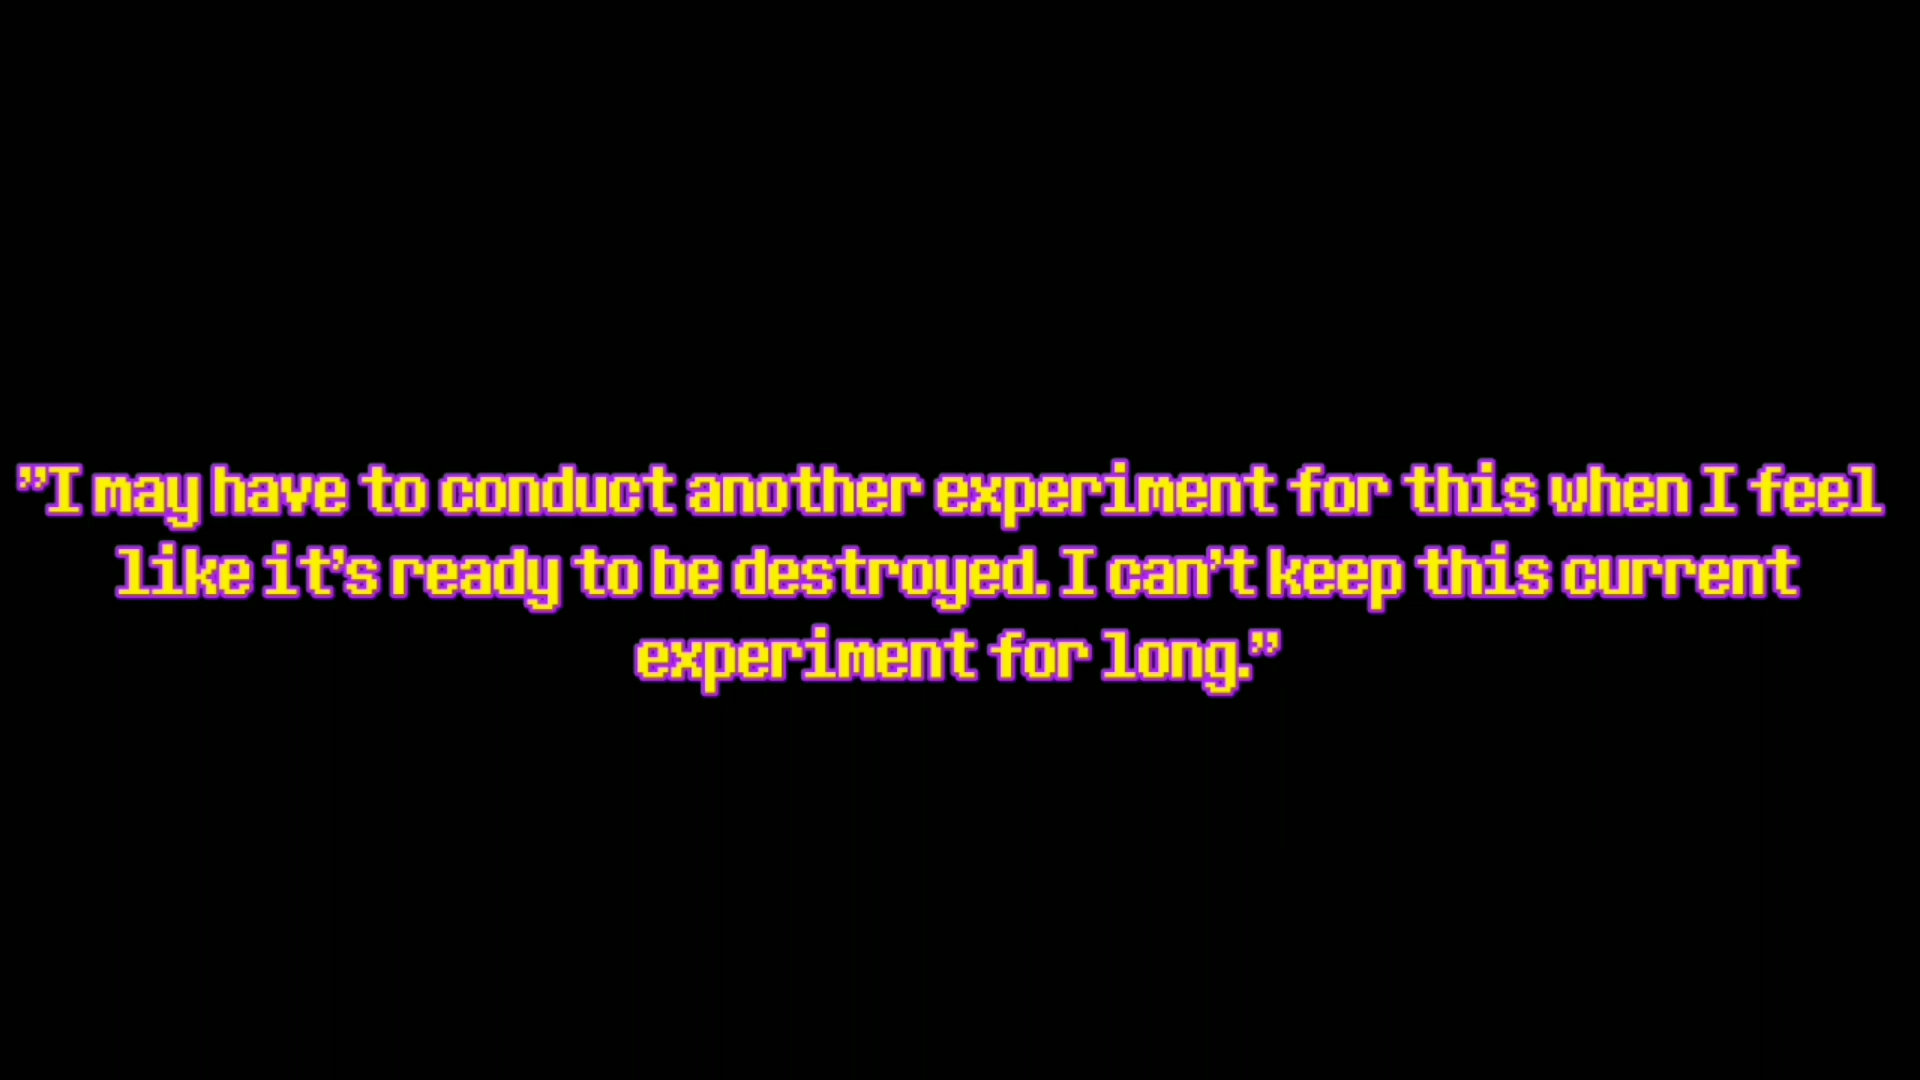 ”I may have to conduct another experiment for this when I feel
like it’s ready to be destroyed. I can’t keep this current
experiment for long.”